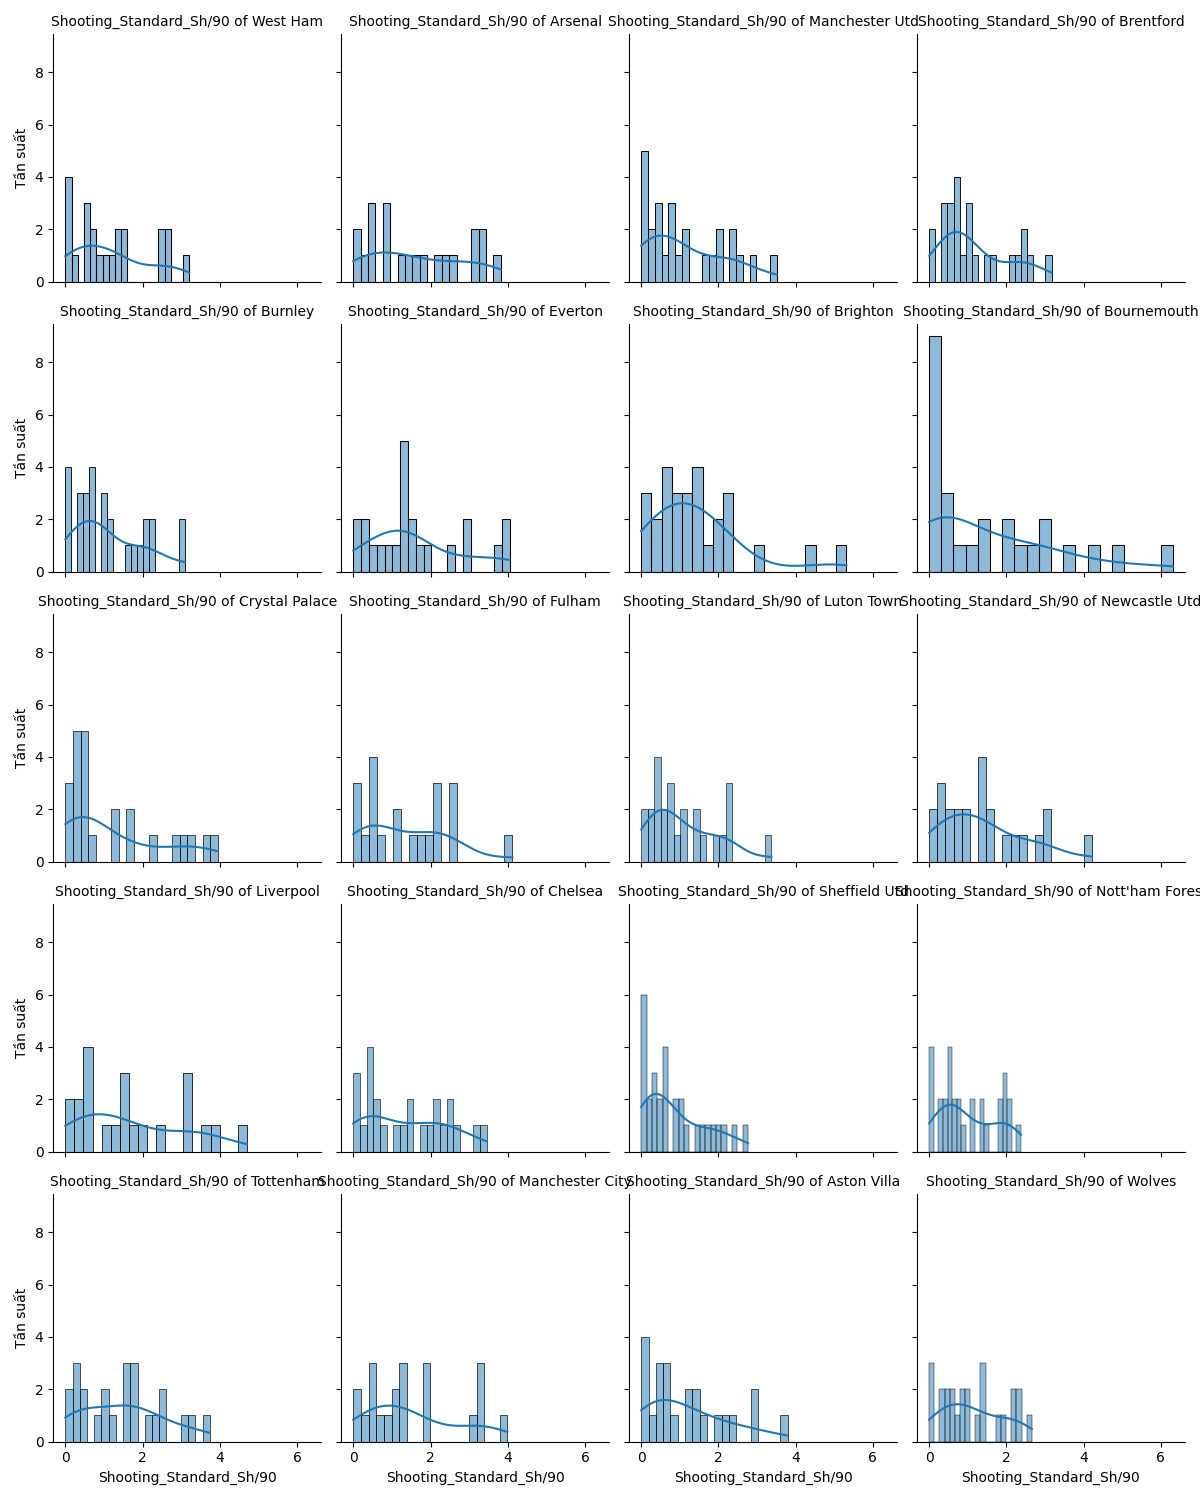 Shooting_Standard_Sh/90 of West Ham
Shooting_Standard_Sh/90 of Arsenal
Shooting_Standard_Sh/90 of Manchester Utd
Shooting_Standard_Sh/90 of Brentford
8
6
4
2
0
Tần suất
Shooting_Standard_Sh/90 of Burnley
Shooting_Standard_Sh/90 of Everton
Shooting_Standard_Sh/90 of Brighton
Shooting_Standard_Sh/90 of Bournemouth
8
6
4
2
0
Tần suất
Shooting_Standard_Sh/90 of Crystal Palace
Shooting_Standard_Sh/90 of Fulham
Shooting_Standard_Sh/90 of Luton Town
Shooting_Standard_Sh/90 of Newcastle Utd
8
6
4
2
0
Tần suất
Shooting_Standard_Sh/90 of Liverpool
Shooting_Standard_Sh/90 of Chelsea
Shooting_Standard_Sh/90 of Sheffield Utd
Shooting_Standard_Sh/90 of Nott'ham Fores
8
6
4
2
0
Tần suất
Shooting_Standard_Sh/90 of Tottenham
Shooting_Standard_Sh/90 of Manchester City
Shooting_Standard_Sh/90 of Aston Villa
Shooting_Standard_Sh/90 of Wolves
8
6
4
2
0
Tần suất
0 2 4 6
0 2 4 6
0 2 4 6
0 2 4 6
Shooting_Standard_Sh/90
Shooting_Standard_Sh/90
Shooting_Standard_Sh/90
Shooting_Standard_Sh/90